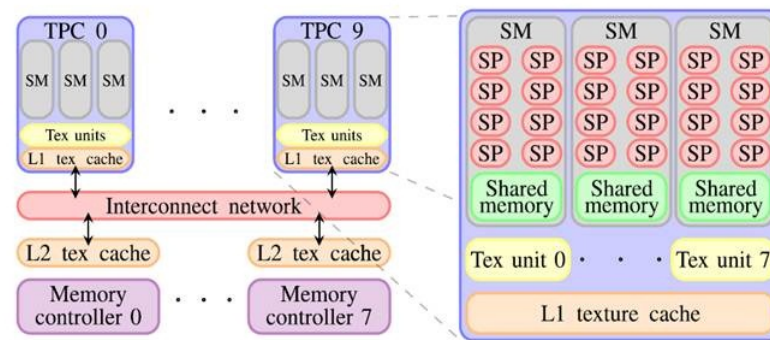 TPC 0
SM SM SM
Tex units
L1 tex cache
. . .
TPC 9
SM SM SM
Tex units
L1 tex cache
Interconnect network
L2 tex cache
L2 tex cache
Memory
controller 0
. . .
Memory
controller 7
SM SM SM
SP SP SP SP SP SP
SP SP SP SP SP SP
SP SP SP SP SP SP
SP SP SP SP SP SP
Shared
memory
Shared
memory
Shared
memory
Tex unit 0 . . . Tex unit 7
L1 texture cache